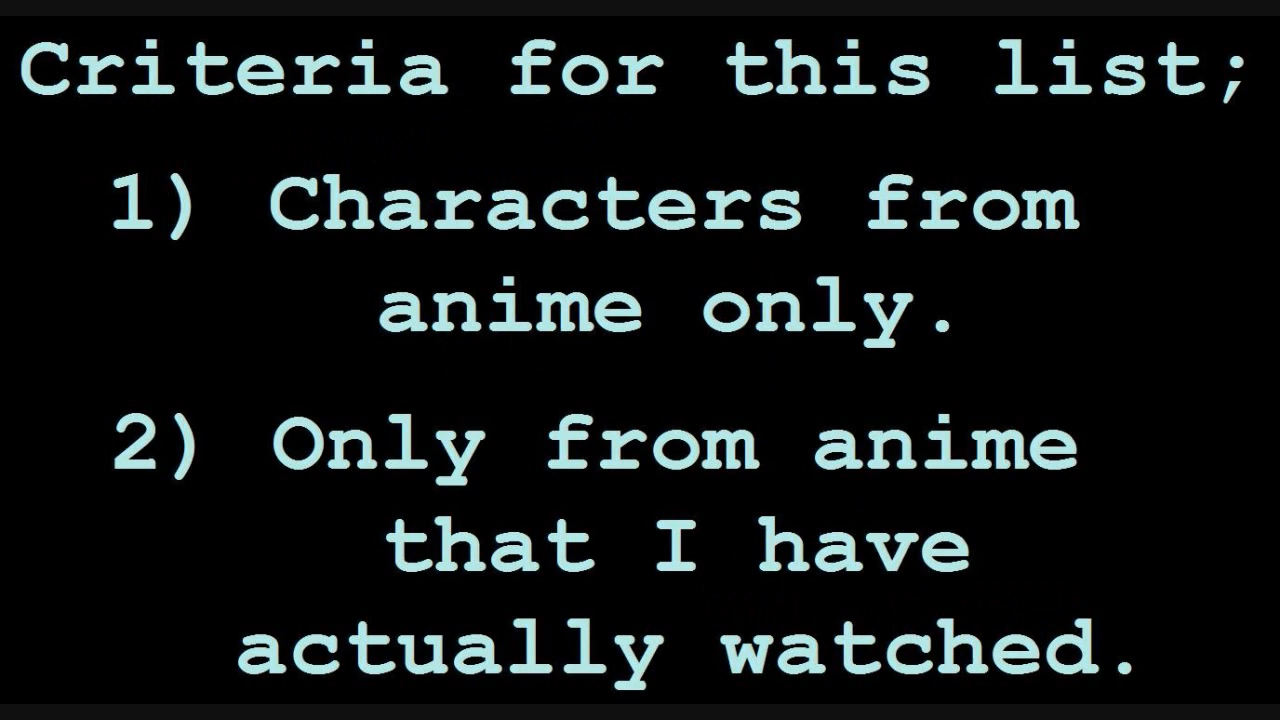 Criteria for this list;
1) Characters from
anime only.
2) Only from anime
that I have
actually watched.